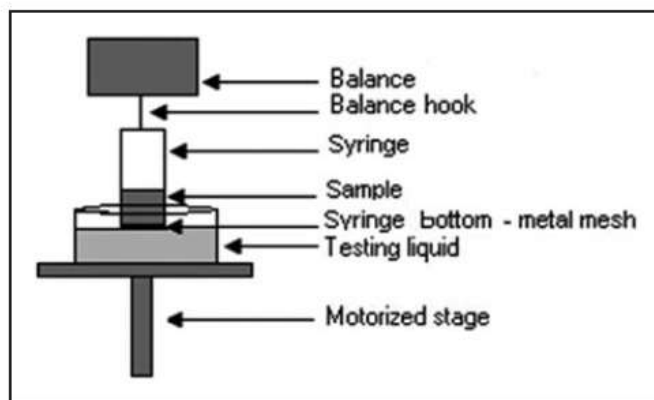 Balance
Balance hook
Syringe
Sample
Syringe bottom - metal mesh
Testing liquid
Motorized stage